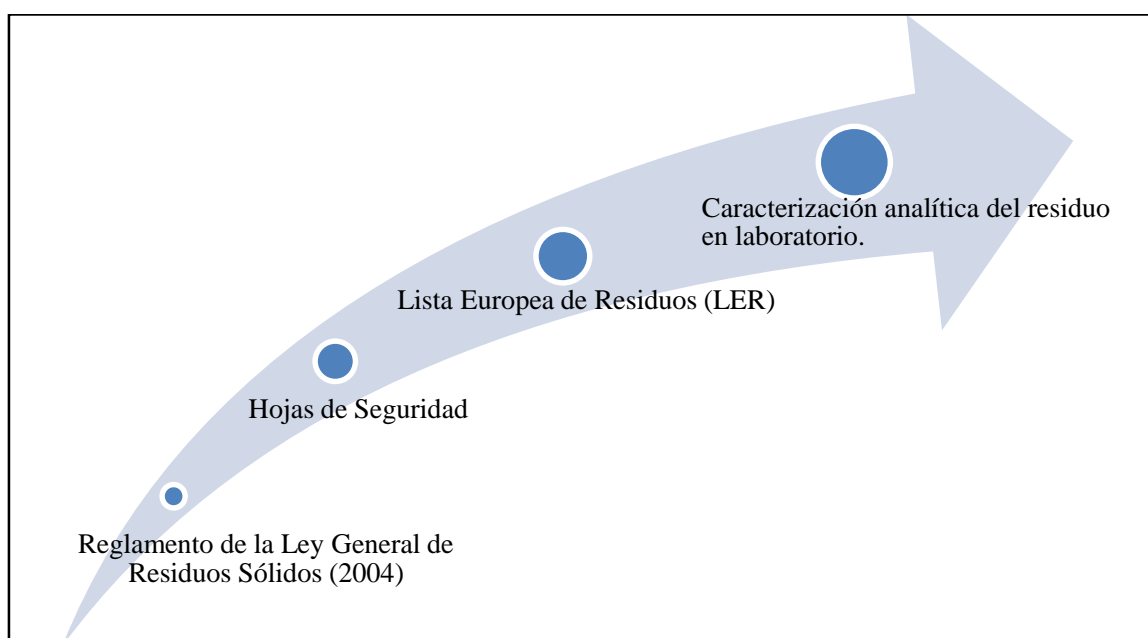 Caracterización analítica del residuo
en laboratorio.
Lista Europea de Residuos (LER)
Hojas de Seguridad
Reglamento de la Ley General de
Residuos Sólidos (2004)